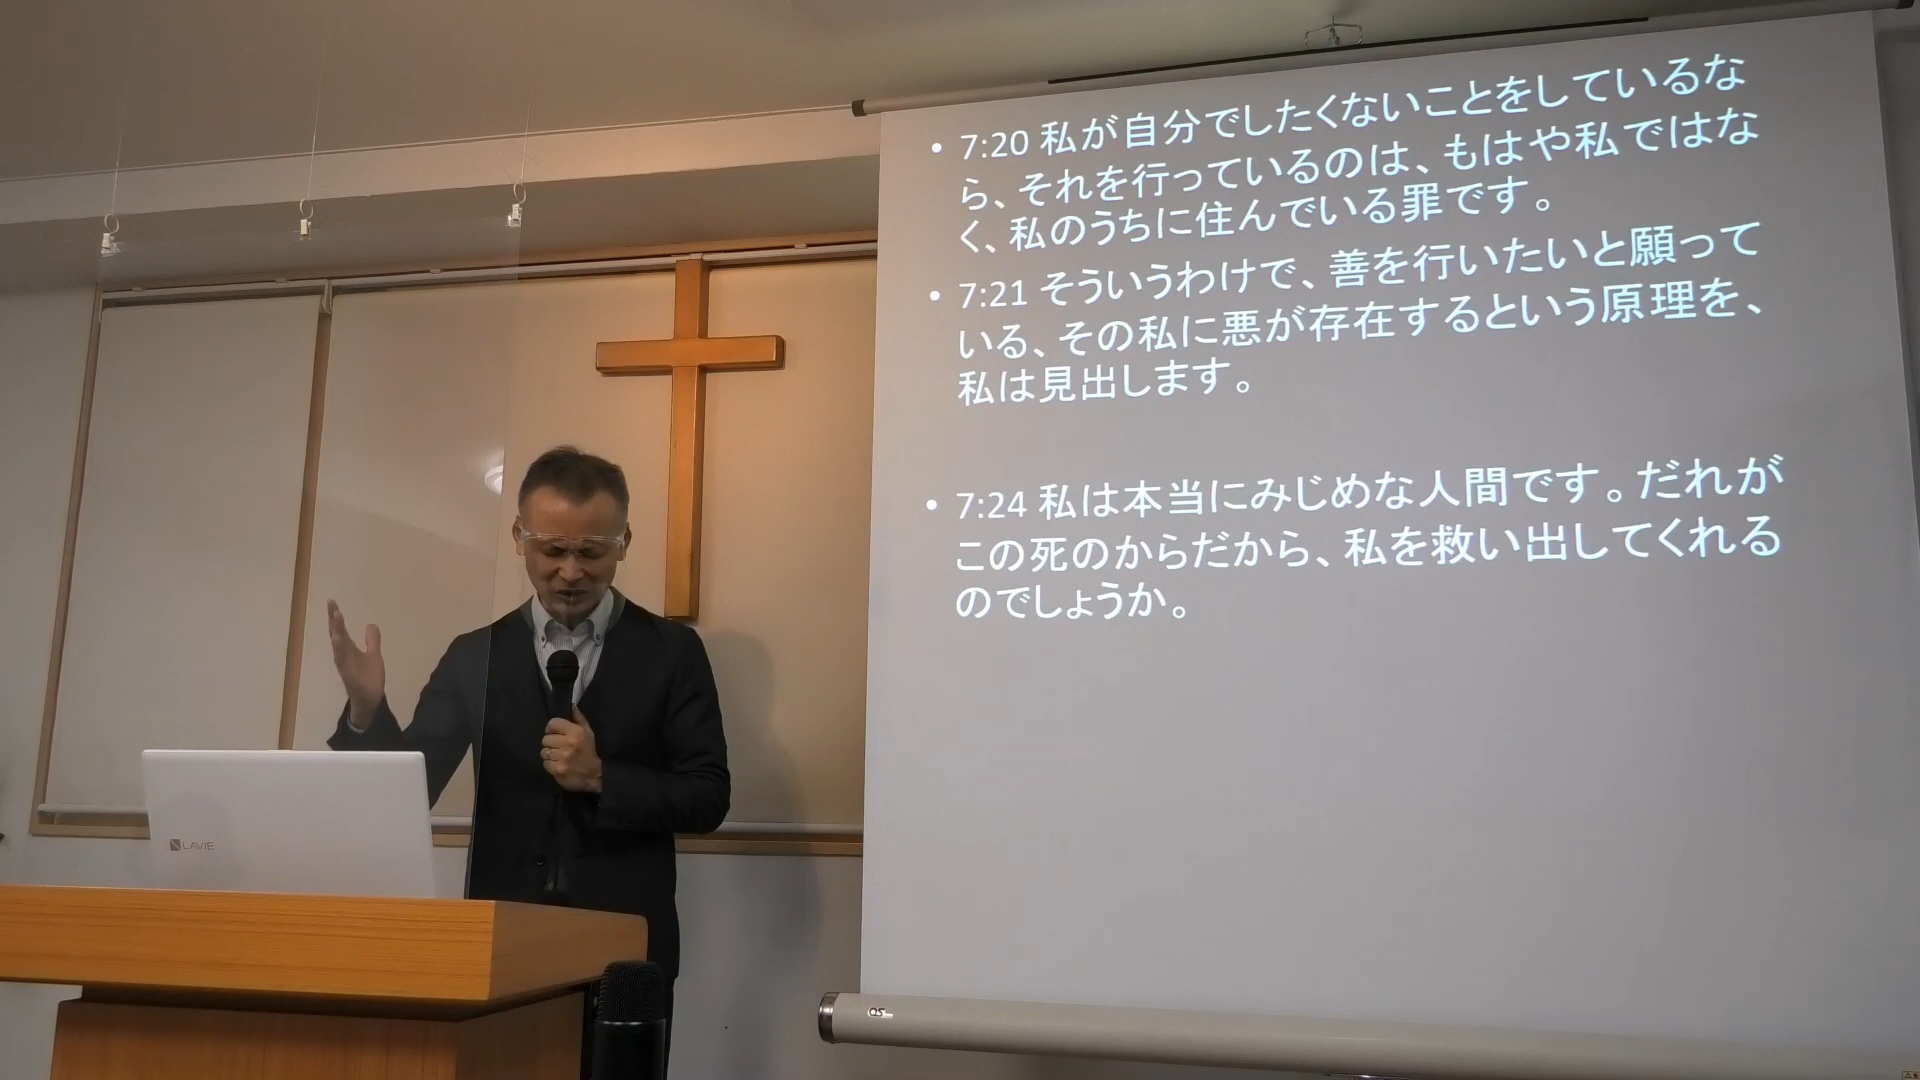 • 7:20 私が自分でしたくないことをしているな
ら、それを行っているのは、もはや私ではな
く、私のうちに住んでいる罪です。
• 7:21 そういうわけで、善を行いたいと願って
いる、その私に悪が存在するという原理を、
私は見出します。
• 7:24 私は本当にみじめな人間です。だれが
この死のからだから、私を救い出してくれる
のでしょうか。
LAVIE
OS